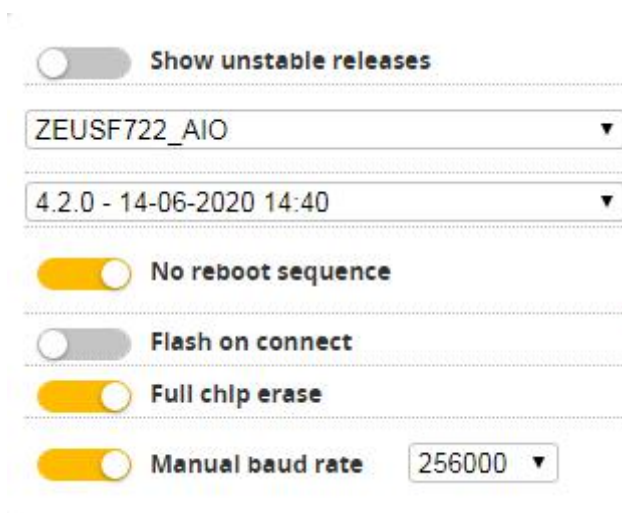 Show unstable releases
ZEUSF722_AIO
4.2.0 - 14-06-2020 14:40
No reboot sequence
Flash on connect
Full chip erase
Manual baud rate 256000